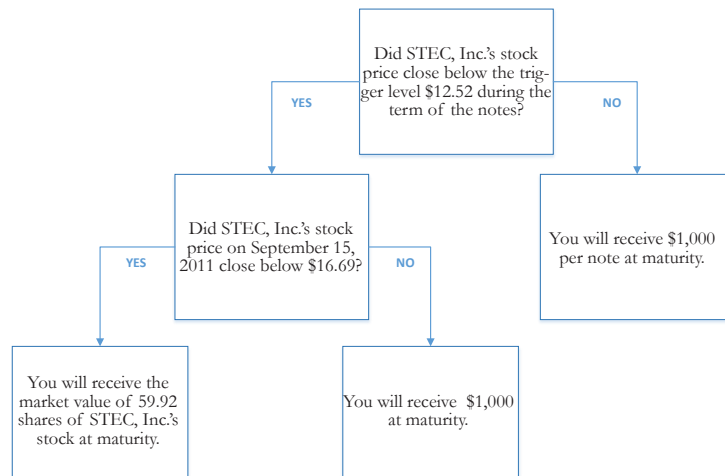 Did STEC, Inc.'s stock
price close below the trig-
ger level $12.52 during the
term of the notes?
YES
NO
Did STEC, Inc.'s stock
price on September 15,
2011 close below $16.69?
You will receive $1,000
per note at maturity.
YES
NO
You will receive the
market value of 59.92
shares of STEC, Inc.'s
stock at maturity.
You will receive $1,000
at maturity.